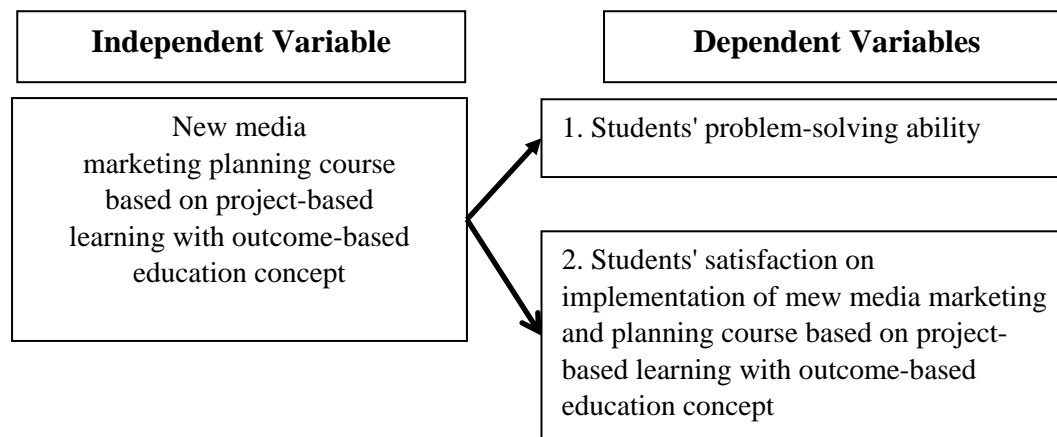 Independent Variable
Dependent Variables
New media
marketing planning course
based on project-based
learning with outcome-based
education concept
1. Students' problem-solving ability
2. Students' satisfaction on
implementation of mew media marketing
and planning course based on project-
based learning with outcome-based
education concept